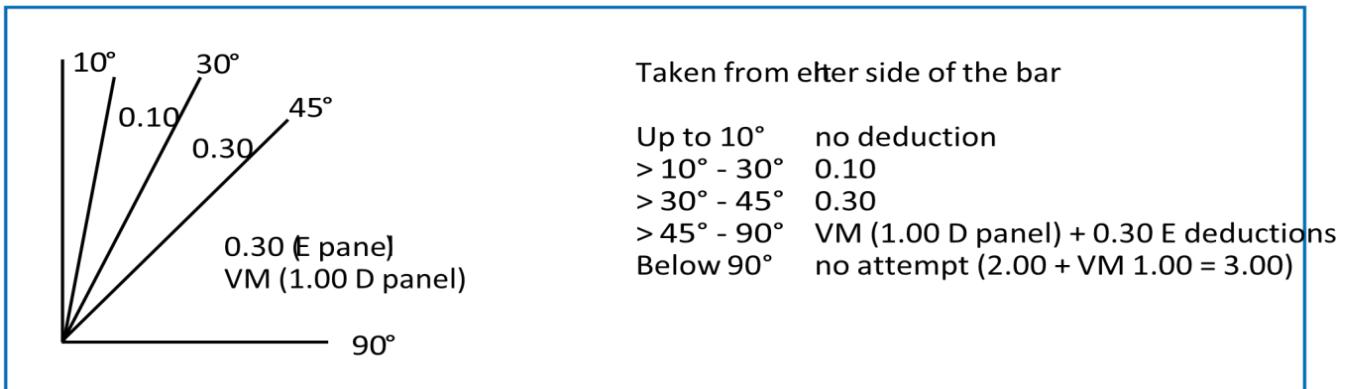 10°
30°
45°
0.10
0.30
0.30 (E panel)
VM (1.00 D panel)
90°
Taken from eiter side of the bar
Up to 10° no deduction
> 10° - 30° 0.10
> 30° - 45° 0.30
> 45° - 90° VM (1.00 D panel) + 0.30 E deductions
Below 90° no attempt (2.00 + VM 1.00 = 3.00)